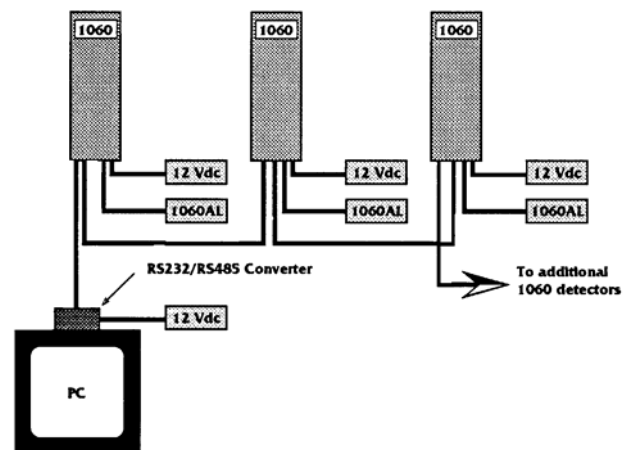 1060
1060
1060
12 Vdc
12 Vdc
12 Vdc
1060AL
1060AL
1060AL
RS232/RS485 Converter
To additional
1060 detectors
12 Vdc
PC